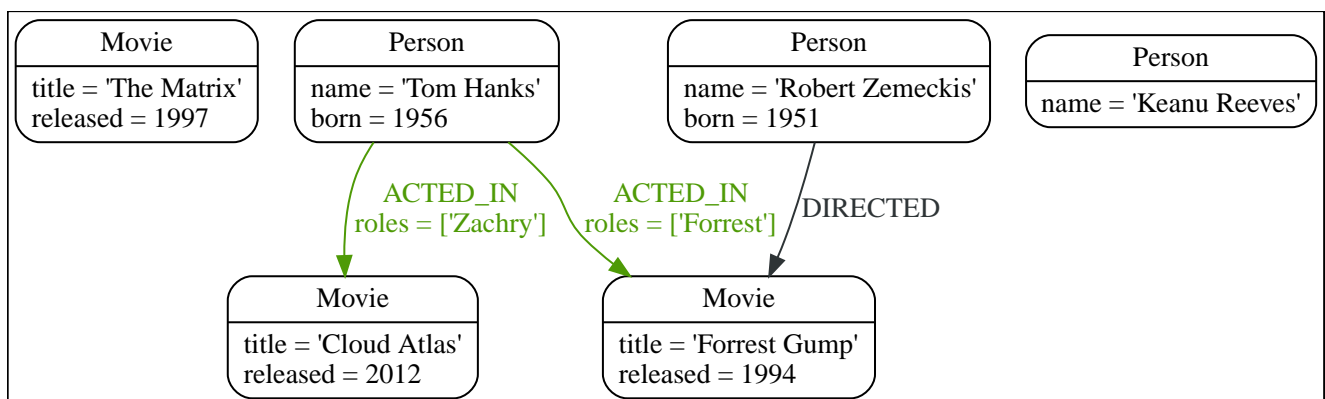 Movie
title = 'The Matrix'
released = 1997
Person
name = 'Tom Hanks'
born = 1956
Person
name = 'Robert Zemeckis'
born = 1951
Person
name = 'Keanu Reeves'
ACTED_IN
roles = ['Zachry']
ACTED_IN
roles = ['Forrest']
DIRECTED
Movie
title = 'Cloud Atlas'
released = 2012
Movie
title = 'Forrest Gump'
released = 1994